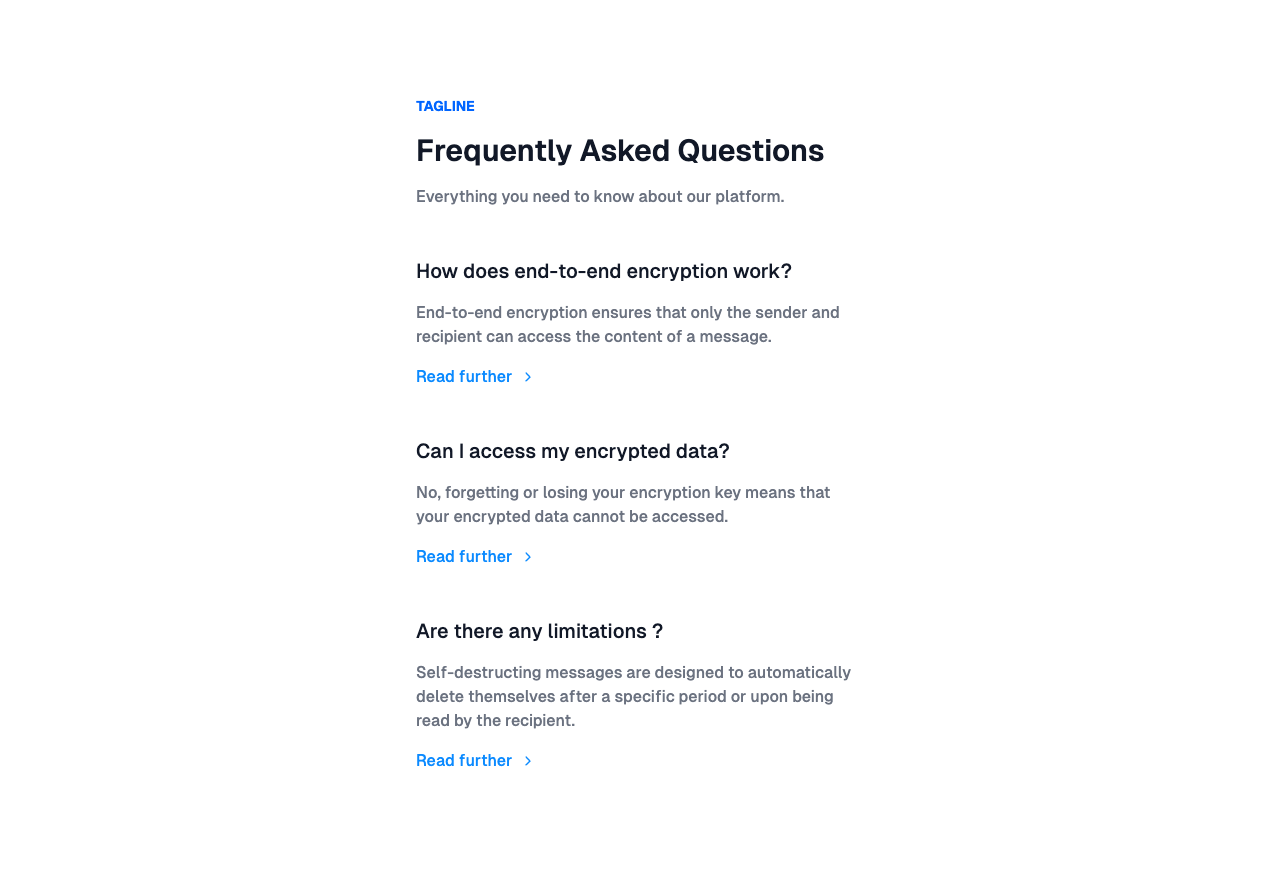 TAGLINE
Frequently Asked Questions
Everything you need to know about our platform.
How does end-to-end encryption work?
End-to-end encryption ensures that only the sender and
recipient can access the content of a message.
Read further
Can I access my encrypted data?
No, forgetting or losing your encryption key means that
your encrypted data cannot be accessed.
Read further
Are there any limitations ?
Self-destructing messages are designed to automatically
delete themselves after a specific period or upon being
read by the recipient.
Read further